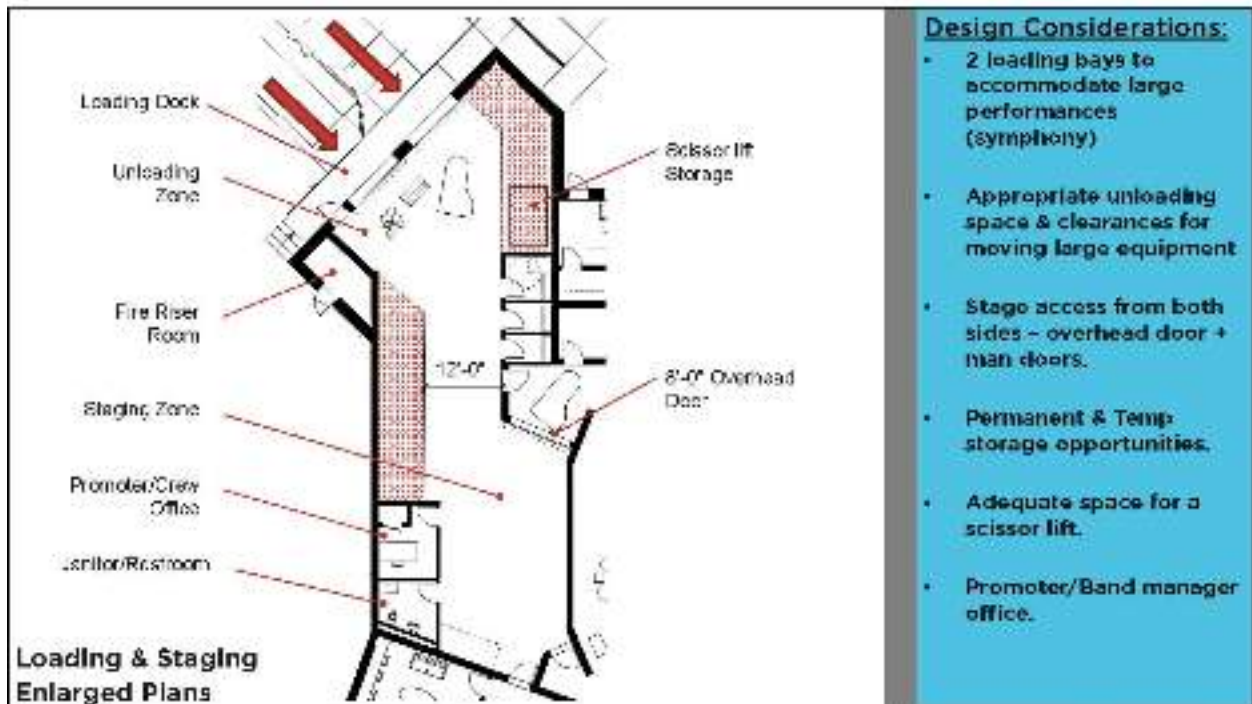 Loading Dock
Unloading
Zone
Fire Riser
Room
Staging Zone
Promoter/Crew
Office
Janitor/Restroom
Loading & Staging
Enlarged Plans
12'-0"
Scissor lift
Storage
8'-0" Overhead
Door
Design Considerations:
• 2 loading bays to
accommodate large
performances
(symphony)
• Appropriate unloading
space & clearances for
moving large equipment
• Stage access from both
sides – overhead door +
man doors.
• Permanent & Temp
storage opportunities.
• Adequate space for a
scissor lift.
• Promoter/Band manager
office.